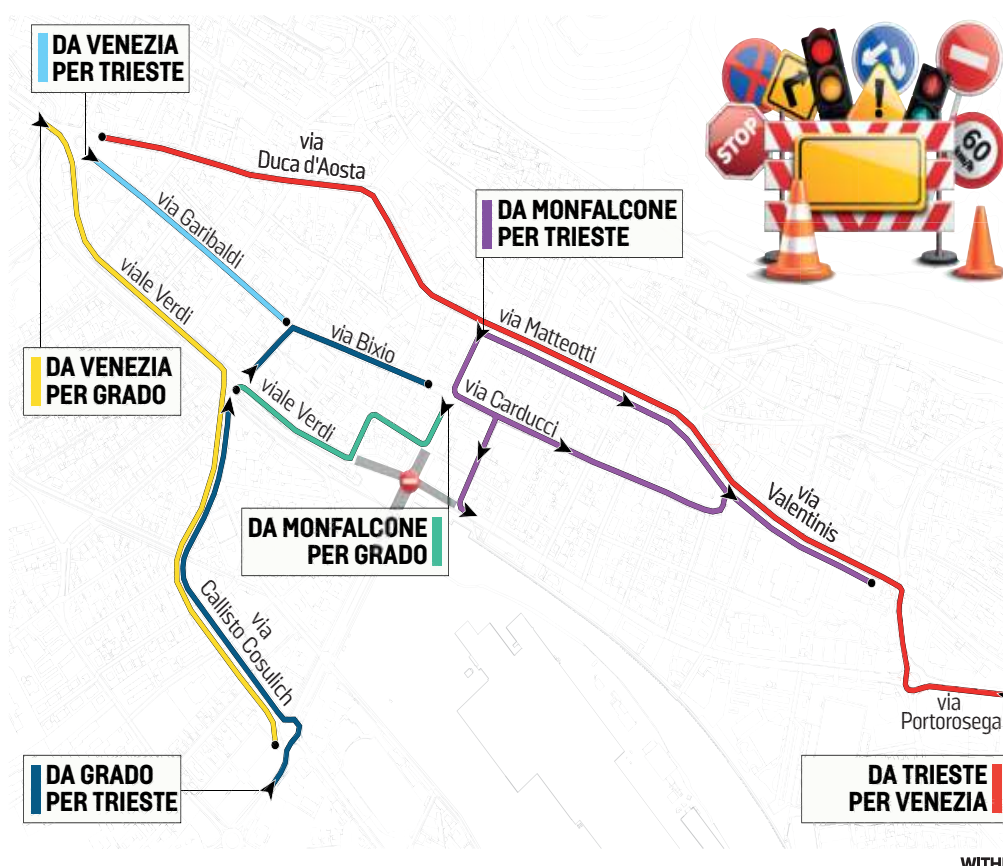 DA VENEZIA
PER TRIESTE
via
Duca d'Aosta
STOP
60
km/h
DA MONFALCONE
PER TRIESTE
via Garibaldi
viale Verdi
via Bixio
via Matteotti
DA VENEZIA
PER GRADO
viale Verdi
via Carducci
via
Valentinis
DA MONFALCONE
PER GRADO
via
Callisto Cosulich
via
Portorosega
DA GRADO
PER TRIESTE
DA TRIESTE
PER VENEZIA
WITH